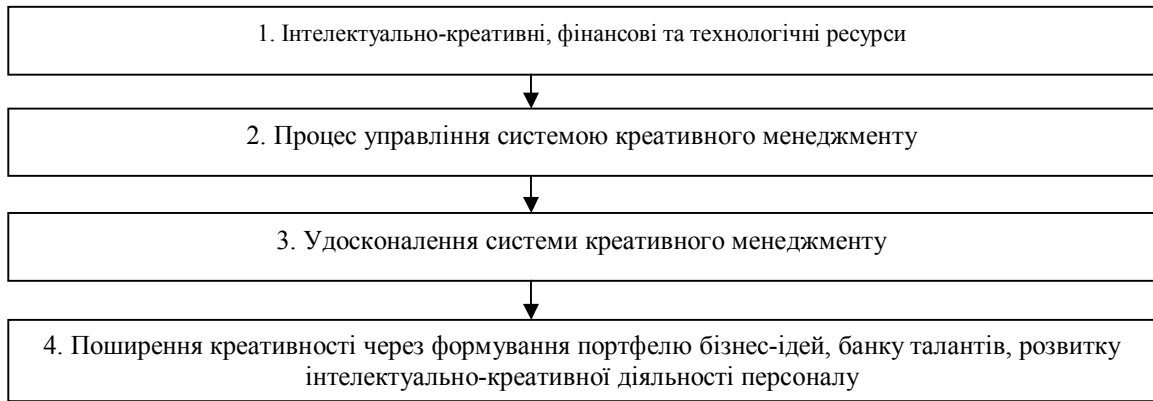 1. Інтелектуально-креативні, фінансові та технологічні ресурси
2. Процес управління системою креативного менеджменту
3. Удосконалення системи креативного менеджменту
4. Поширення креативності через формування портфелю бізнес-ідей, банку талантів, розвитку
інтелектуально-креативної діяльності персоналу